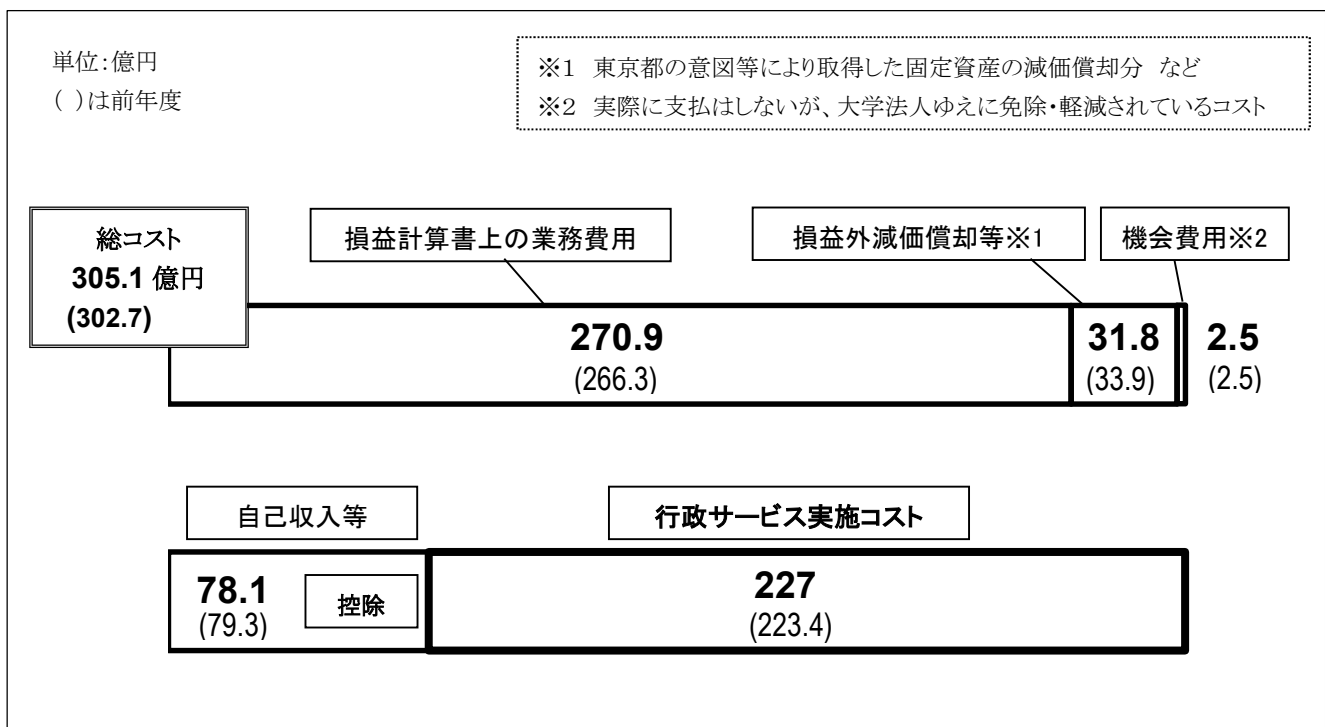 単位：億円
( )は前年度
※1 東京都の意図等により取得した固定資産の減価償却分 など
※2 実際に支払はしないが、大学法人ゆえに免除・軽減されているコスト
総コスト
305.1 億円
(302.7)
損益計算書上の業務費用
損益外減価償却等※1
機会費用※2
270.9
(266.3)
31.8
(33.9)
2.5
(2.5)
自己収入等
行政サービス実施コスト
78.1
(79.3)
控除
227
(223.4)